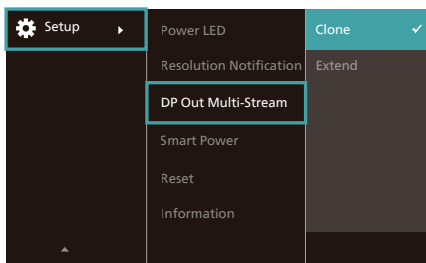 Setup
Power LED
Resolution Notification
DP Out Multi-Stream
Smart Power
Reset
Information
Clone
Extend